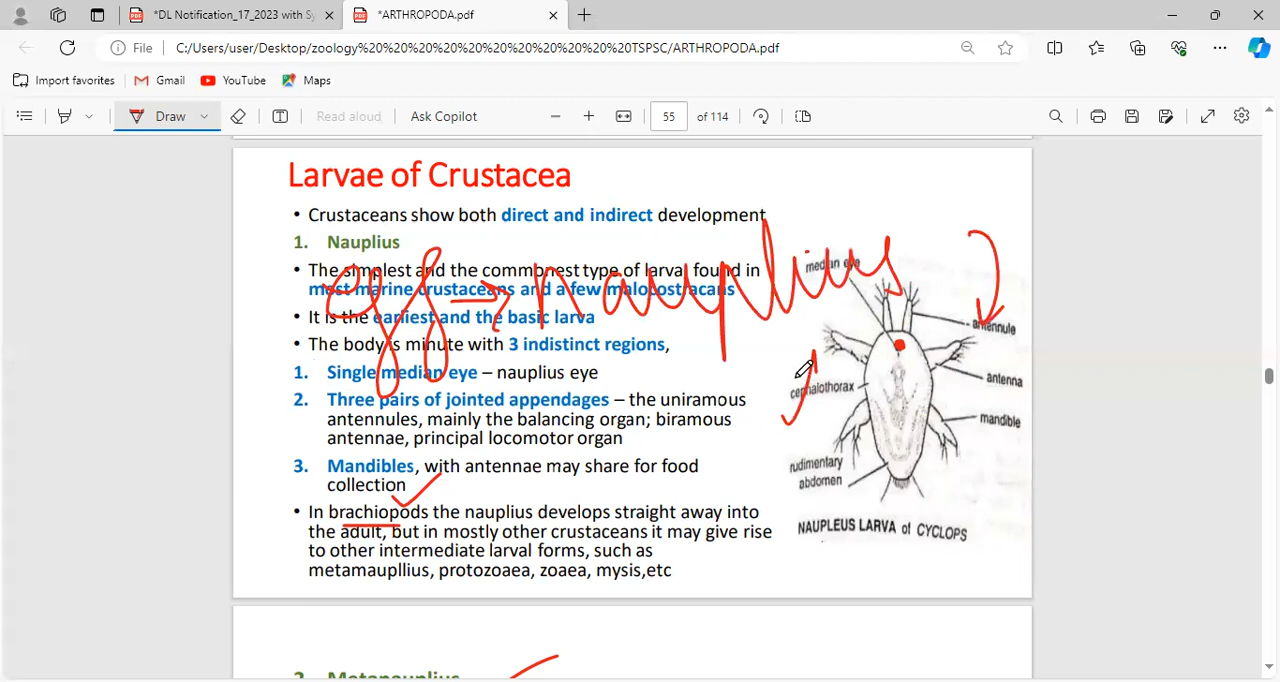 *DL Notification_17_2023 with Sy
*ARTHROPODA.pdf
File C:/Users/user/Desktop/zoology%20%20%20%20%20%20%20%20%20%20TSPSC/ARTHROPODA.pdf
Import favorites Gmail YouTube Maps
Draw Read aloud Ask Copilot 55 of 114
Larvae of Crustacea
• Crustaceans show both direct and indirect development
1. Nauplius
• The simplest and the commonest type of larva found in
most marine crustaceans and a few malocostracans
• It is the earliest and the basic larva
• The body is minute with 3 indistinct regions,
1. Single median eye – nauplius eye
2. Three pairs of jointed appendages – the uniramous
antennules, mainly the balancing organ; biramous
antennae, principal locomotor organ
3. Mandibles, with antennae may share for food
collection
• In brachiopods the nauplius develops straight away into
the adult, but in mostly other crustaceans it may give rise
to other intermediate larval forms, such as
metamaupllius, protozoaea, zoaea, mysis,etc
egg → nauplius
median eye
antennule
cephalothorax
antenna
mandible
rudimentary
abdomen
NAUPLEUS LARVA of CYCLOPS
2. Metanauplius